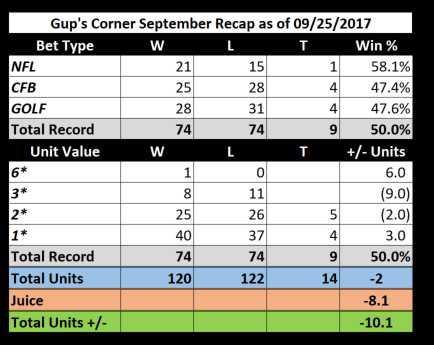 Gup's Corner September Recap as of 09/25/2017
Bet Type W L T Win %
NFL 21 15 1 58.1%
CFB 25 28 4 47.4%
GOLF 28 31 4 47.6%
Total Record 74 74 9 50.0%
Unit Value W L T +/- Units
6* 1 0 6.0
3* 8 11 (9.0)
2* 25 26 5 (2.0)
1* 40 37 4 3.0
Total Record 74 74 9 50.0%
Total Units 120 122 14 -2
Juice -8.1
Total Units +/- -10.1